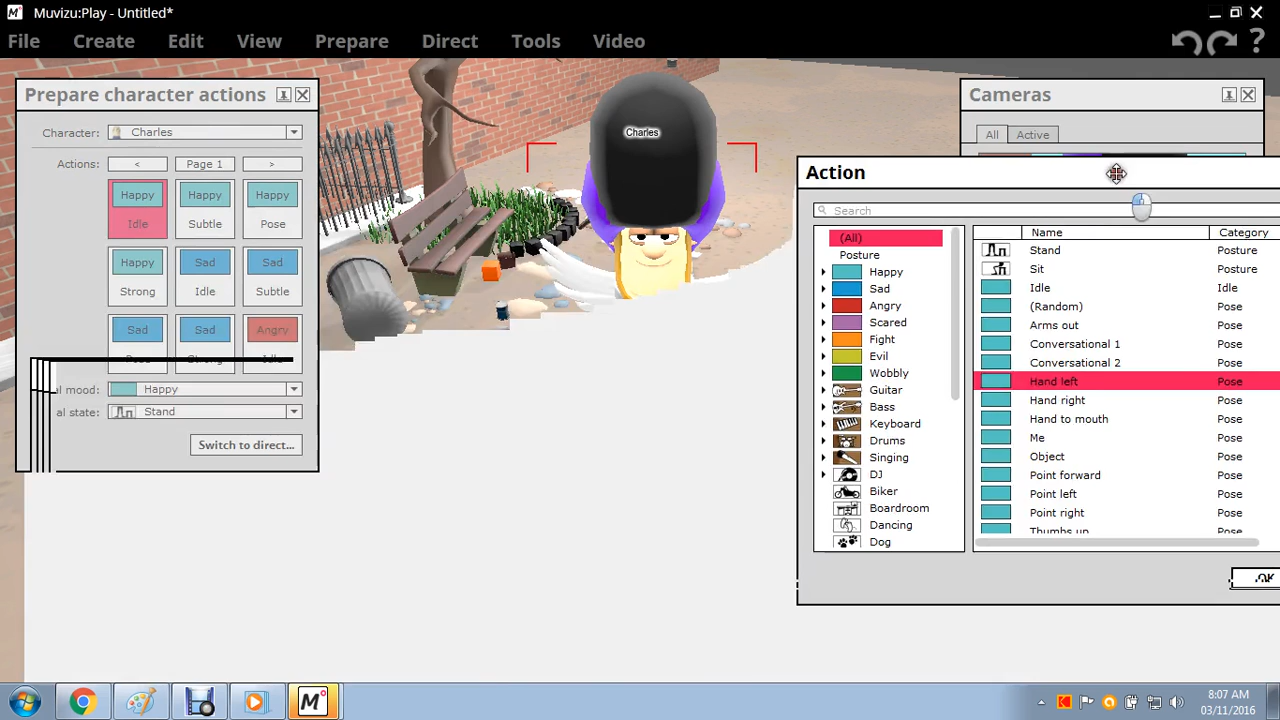 Muvizu:Play - Untitled*
File Create Edit View Prepare Direct Tools Video ?
Prepare character actions
Character: Charles
Actions: < Page 1 >
Happy Happy Happy
Idle Subtle Pose
Happy Sad Sad
Strong Idle Subtle
Sad Sad Angry
l mood: Happy
al state: Stand
Switch to direct...
Charles
Cameras
All Active
Action
Search
(All)
Posture
Happy
Sad
Angry
Scared
Fight
Evil
Wobbly
Guitar
Bass
Keyboard
Drums
Singing
DJ
Biker
Boardroom
Dancing
Dog
Name Category
Stand Posture
Sit Posture
Idle Idle
(Random) Pose
Arms out Pose
Conversational 1 Pose
Conversational 2 Pose
Hand left Pose
Hand right Pose
Hand to mouth Pose
Me Pose
Object Pose
Point forward Pose
Point left Pose
Point right Pose
Thumbs up Pose
OK
M
8:07 AM
03/11/2016